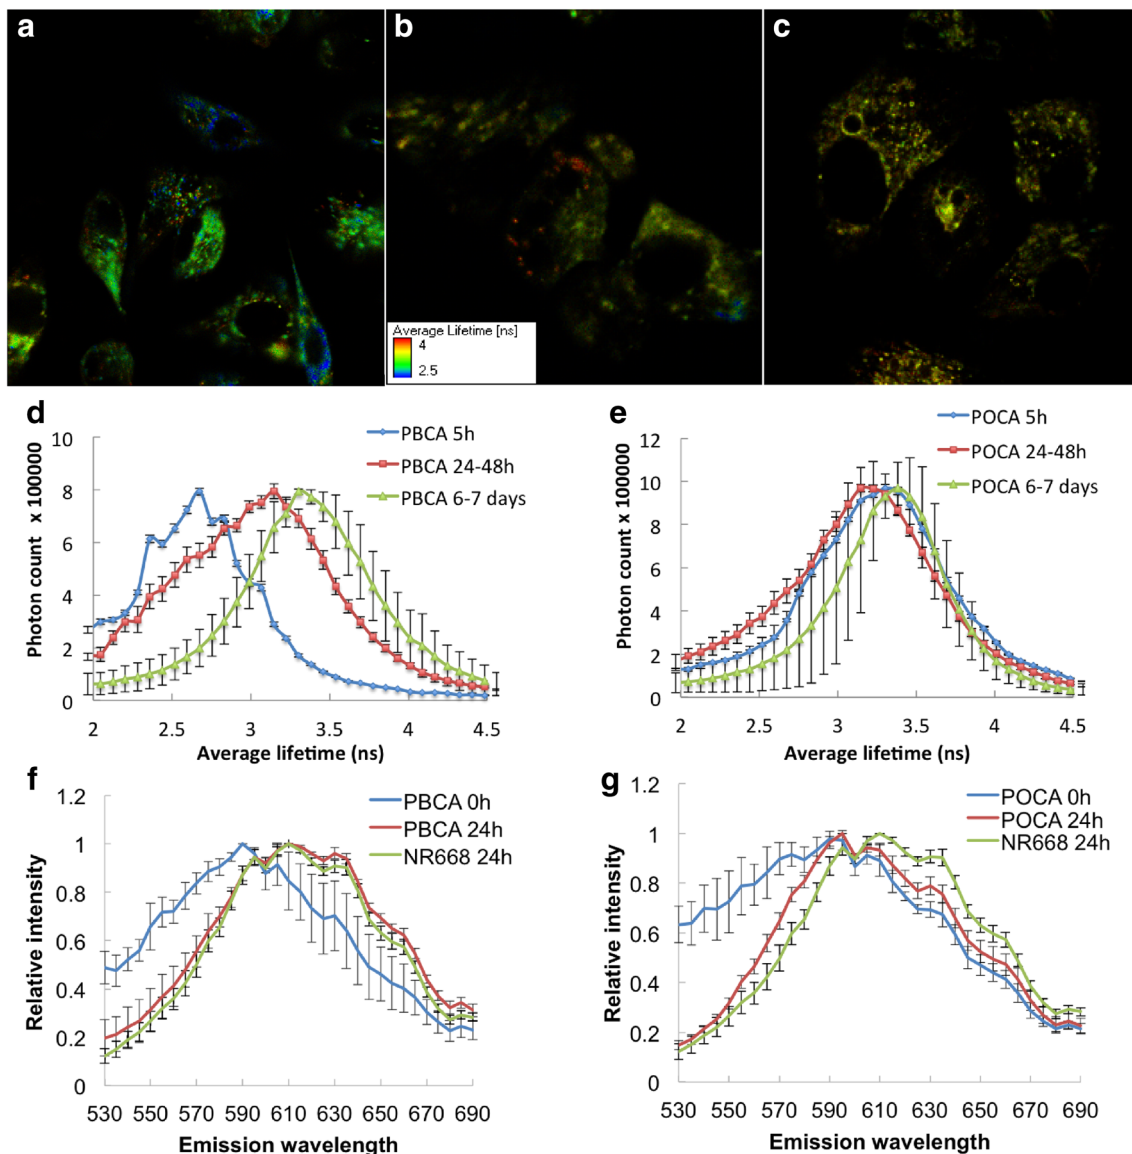 a
b
c
Average Lifetime [ns]
4
2.5
d
PBCA 5h
PBCA 24-48h
PBCA 6-7 days
Photon count x 100000
10
8
6
4
2
0
2
2.5
3
3.5
4
4.5
Average lifetime (ns)
e
POCA 5h
POCA 24-48h
POCA 6-7 days
Photon count x 100000
12
10
8
6
4
2
0
2
2.5
3
3.5
4
4.5
Average lifetime (ns)
f
PBCA 0h
PBCA 24h
NR668 24h
Relative intensity
1.2
1
0.8
0.6
0.4
0.2
0
530
550
570
590
610
630
650
670
690
Emission wavelength
g
POCA 0h
POCA 24h
NR668 24h
Relative intensity
1.2
1
0.8
0.6
0.4
0.2
0
530
550
570
590
610
630
650
670
690
Emission wavelength